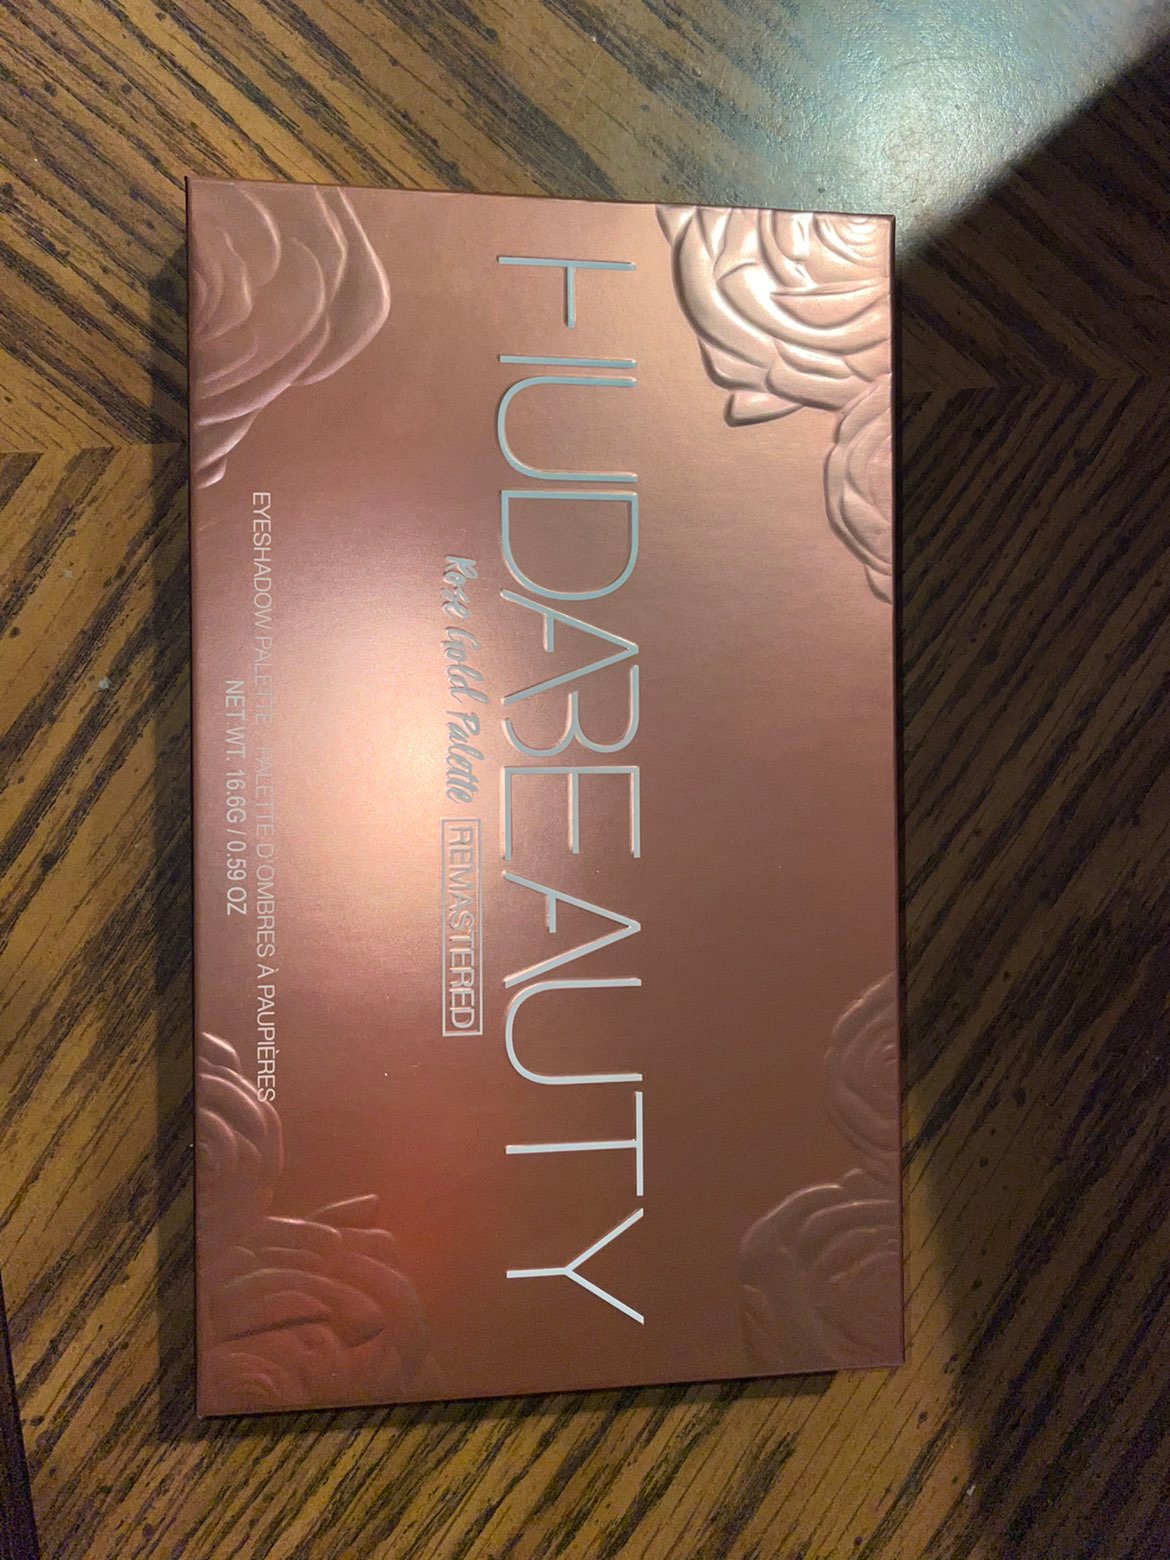 HUDABEAUTY
Rose Gold Palette REMASTERED
EYESHADOW PALETTE / PALETTE D'OMBRES À PAUPIÈRES
NET WT. 16.6G / 0.59 OZ